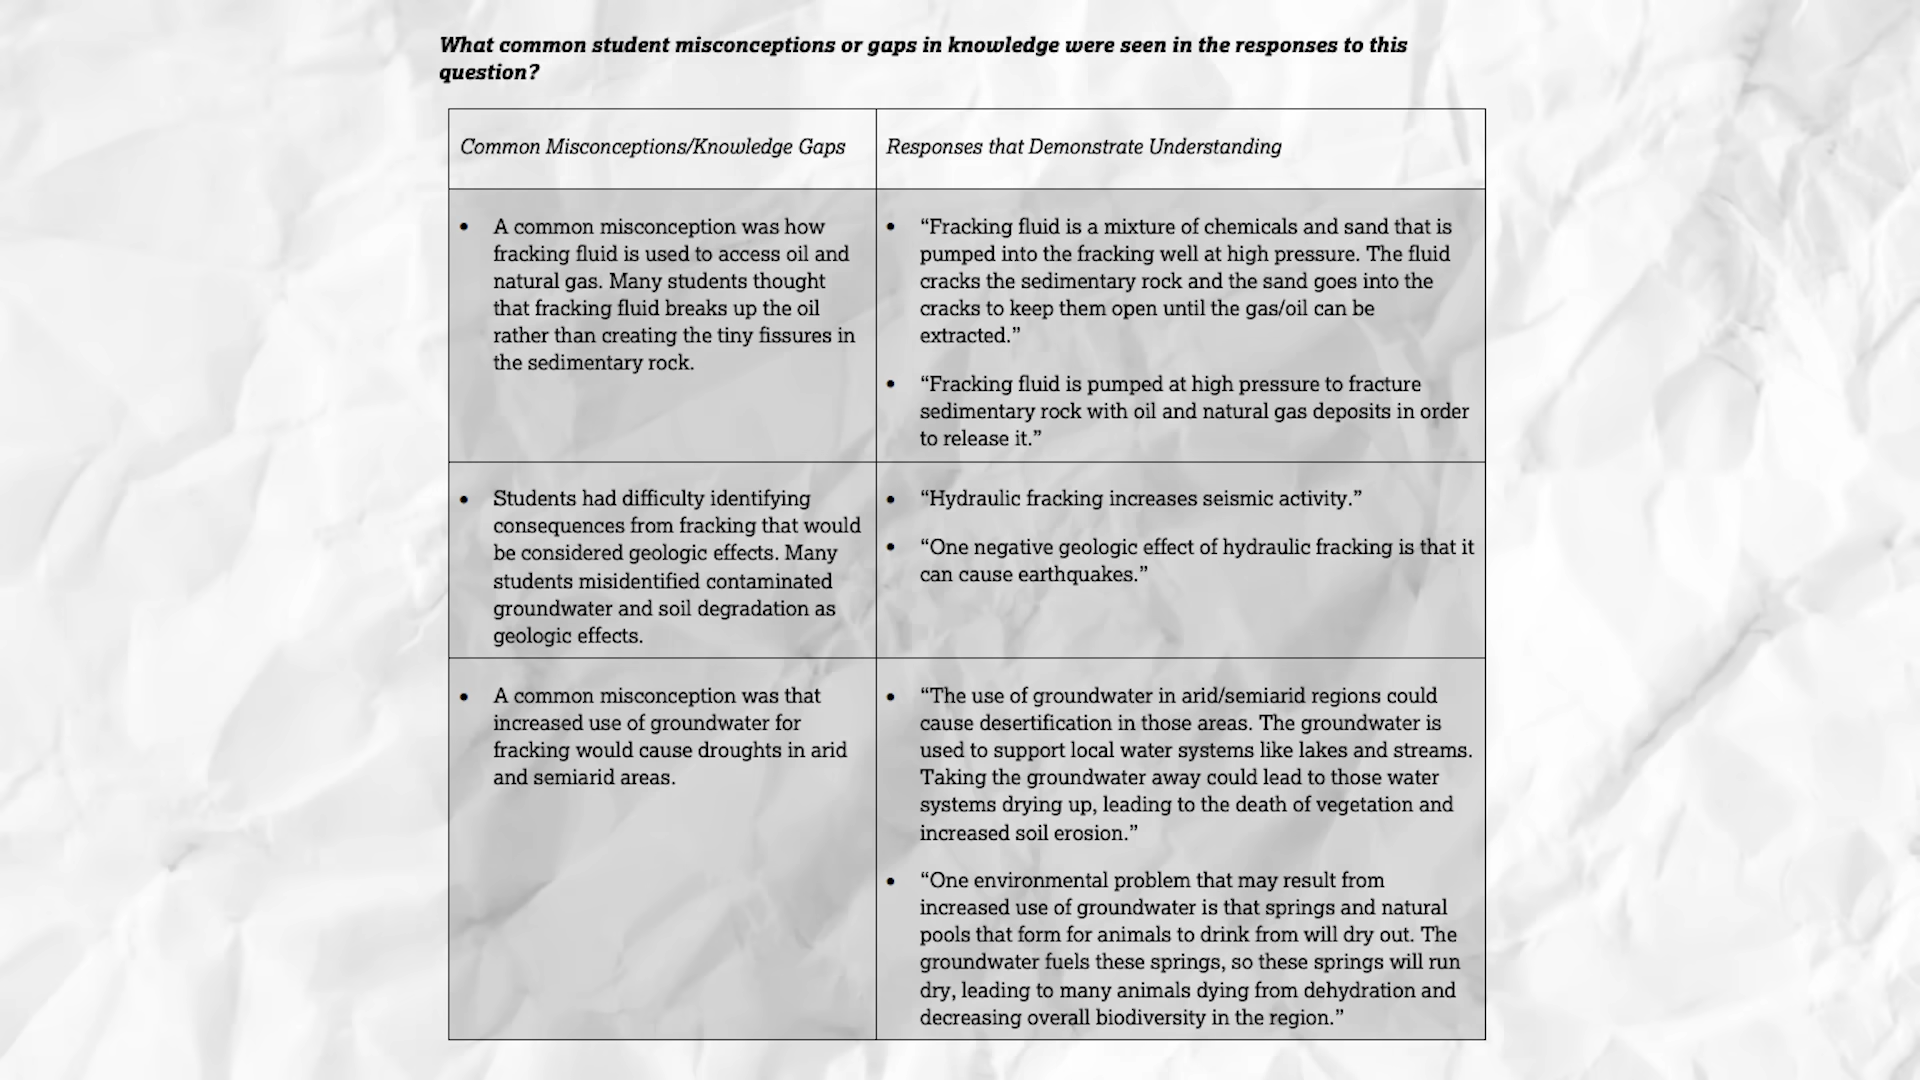 What common student misconceptions or gaps in knowledge were seen in the responses to this
question?
Common Misconceptions/Knowledge Gaps
Responses that Demonstrate Understanding
• A common misconception was how
fracking fluid is used to access oil and
natural gas. Many students thought
that fracking fluid breaks up the oil
rather than creating the tiny fissures in
the sedimentary rock.
• “Fracking fluid is a mixture of chemicals and sand that is
pumped into the fracking well at high pressure. The fluid
cracks the sedimentary rock and the sand goes into the
cracks to keep them open until the gas/oil can be
extracted.”
• “Fracking fluid is pumped at high pressure to fracture
sedimentary rock with oil and natural gas deposits in order
to release it.”
• Students had difficulty identifying
consequences from fracking that would
be considered geologic effects. Many
students misidentified contaminated
groundwater and soil degradation as
geologic effects.
• “Hydraulic fracking increases seismic activity.”
• “One negative geologic effect of hydraulic fracking is that it
can cause earthquakes.”
• A common misconception was that
increased use of groundwater for
fracking would cause droughts in arid
and semiarid areas.
• “The use of groundwater in arid/semiarid regions could
cause desertification in those areas. The groundwater is
used to support local water systems like lakes and streams.
Taking the groundwater away could lead to those water
systems drying up, leading to the death of vegetation and
increased soil erosion.”
• “One environmental problem that may result from
increased use of groundwater is that springs and natural
pools that form for animals to drink from will dry out. The
groundwater fuels these springs, so these springs will run
dry, leading to many animals dying from dehydration and
decreasing overall biodiversity in the region.”